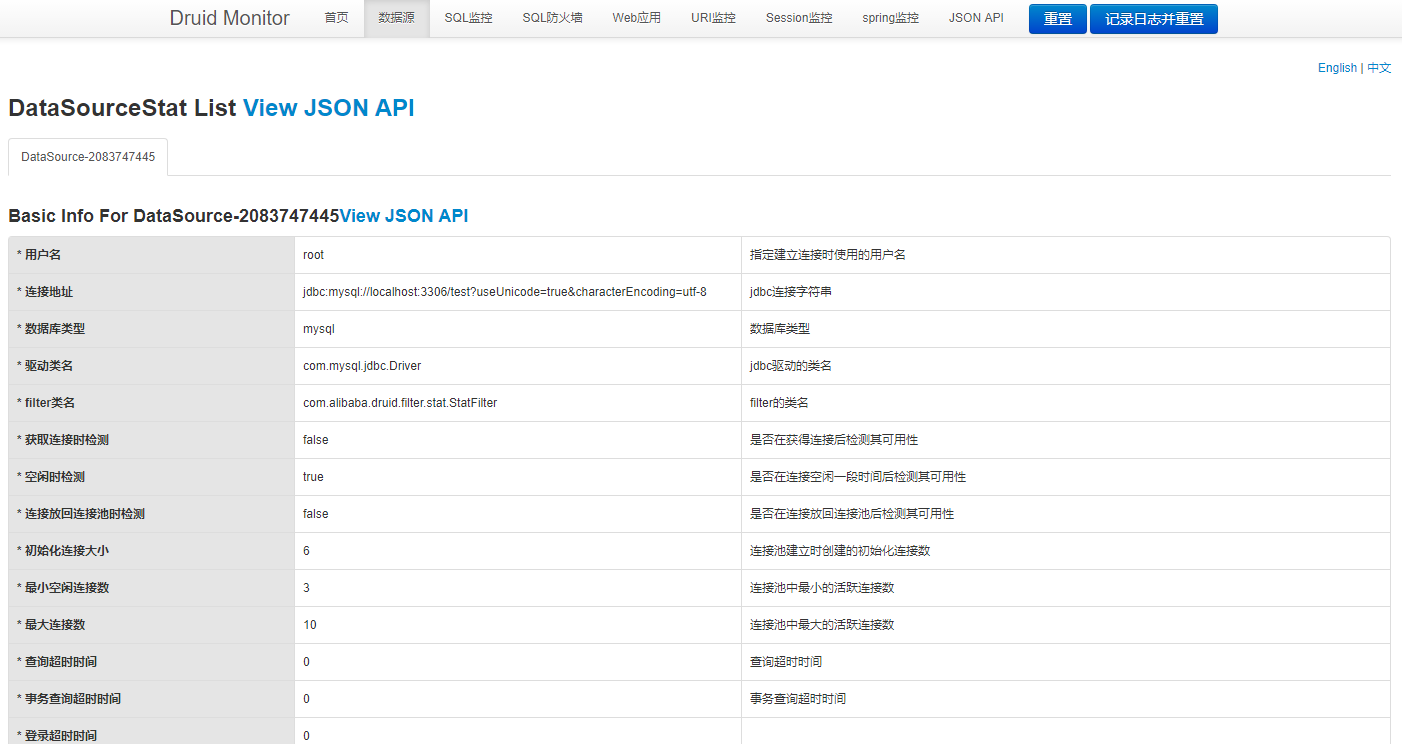 Druid Monitor 首页 数据源 SQL监控 SQL防火墙 Web应用 URI监控 Session监控 spring监控 JSON API 重置 记录日志并重置
English | 中文
DataSourceStat List View JSON API
DataSource-2083747445
Basic Info For DataSource-2083747445View JSON API
* 用户名 root 指定建立连接时使用的用户名
* 连接地址 jdbc:mysql://localhost:3306/test?useUnicode=true&characterEncoding=utf-8 jdbc连接字符串
* 数据库类型 mysql 数据库类型
* 驱动类名 com.mysql.jdbc.Driver jdbc驱动的类名
* filter类名 com.alibaba.druid.filter.stat.StatFilter filter的类名
* 获取连接时检测 false 是否在获得连接后检测其可用性
* 空闲时检测 true 是否在连接空闲一段时间后检测其可用性
* 连接放回连接池时检测 false 是否在连接放回连接池后检测其可用性
* 初始化连接大小 6 连接池建立时创建的初始化连接数
* 最小空闲连接数 3 连接池中最小的活跃连接数
* 最大连接数 10 连接池中最大的活跃连接数
* 查询超时时间 0 查询超时时间
* 事务查询超时时间 0 事务查询超时时间
* 登录超时时间 0